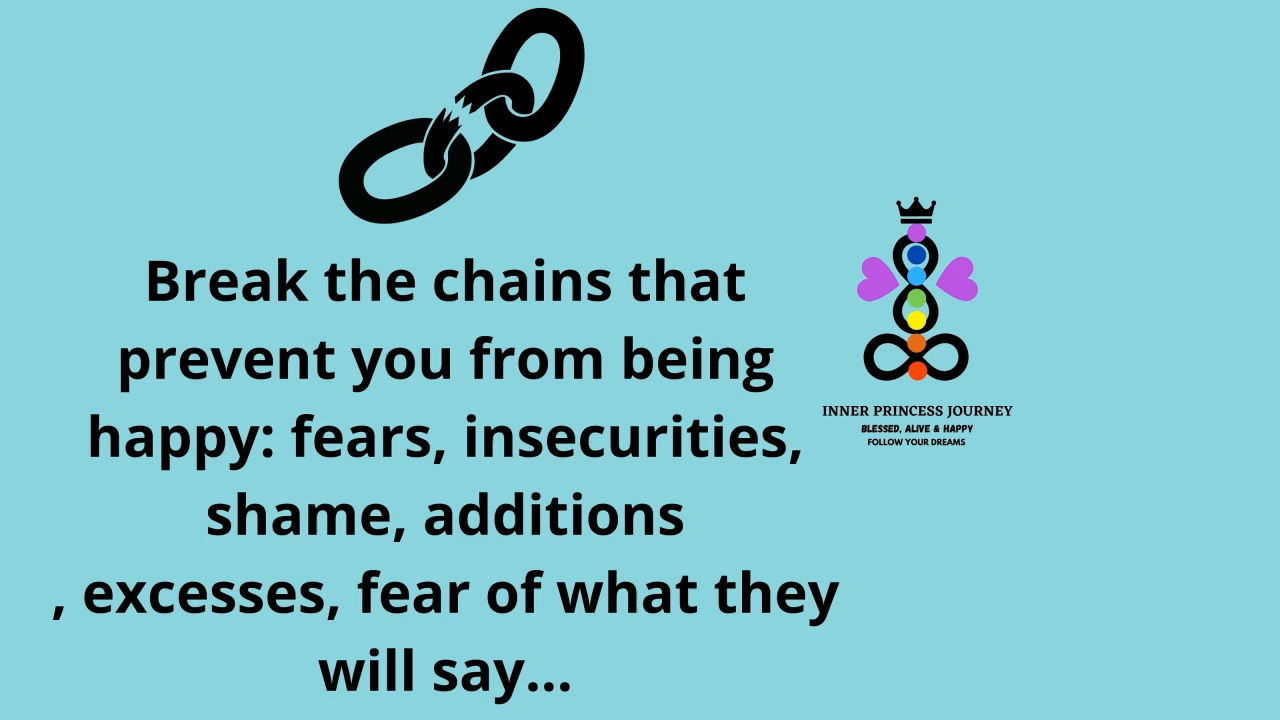 Break the chains that
prevent you from being
happy: fears, insecurities,
shame, additions
, excesses, fear of what they
will say...
INNER PRINCESS JOURNEY
BLESSED, ALIVE & HAPPY
FOLLOW YOUR DREAMS